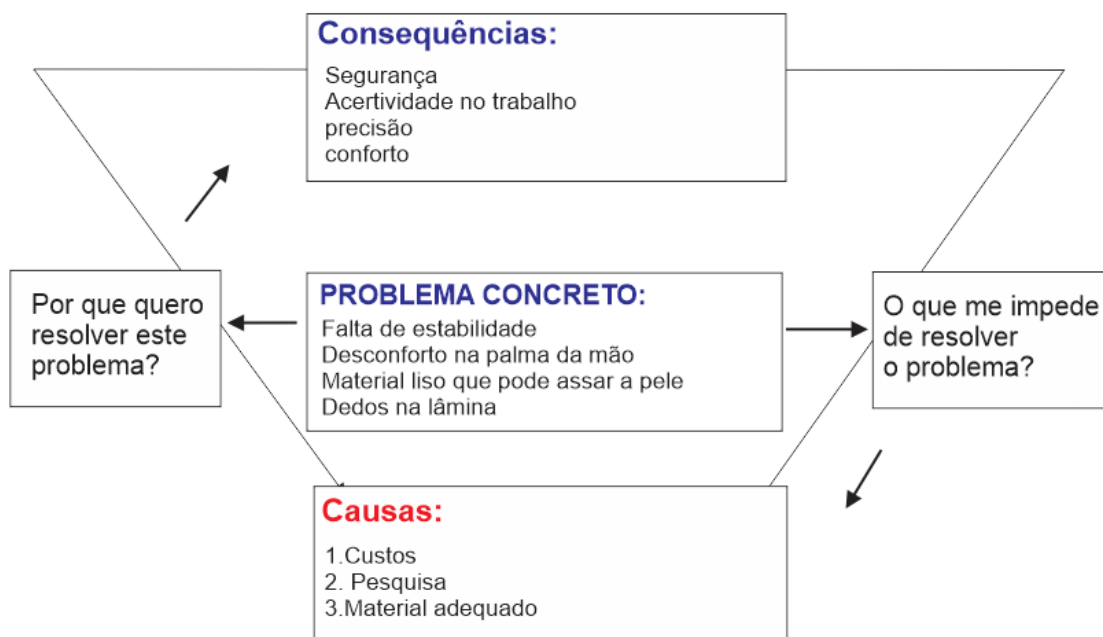 Consequências:
Segurança
Acertividade no trabalho
precisão
conforto
Por que quero
resolver este
problema?
PROBLEMA CONCRETO:
Falta de estabilidade
Desconforto na palma da mão
Material liso que pode assar a pele
Dedos na lâmina
O que me impede
de resolver
o problema?
Causas:
1.Custos
2. Pesquisa
3.Material adequado